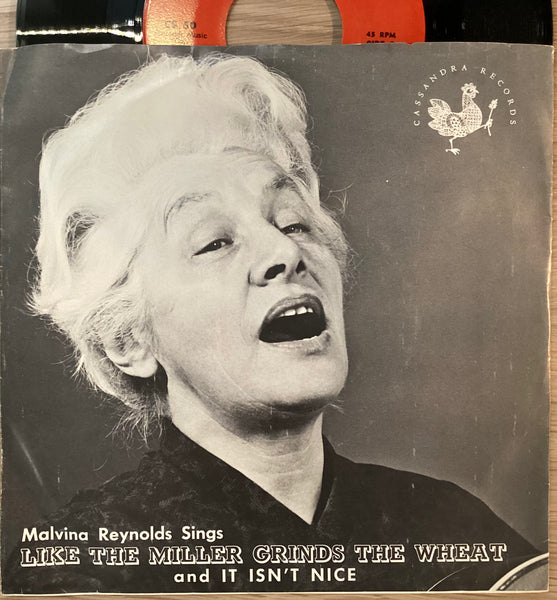 CS 50
Music
45 RPM
CASSANDRA RECORDS
Malvina Reynolds Sings
LIKE THE MILLER GRINDS THE WHEAT
and IT ISN'T NICE